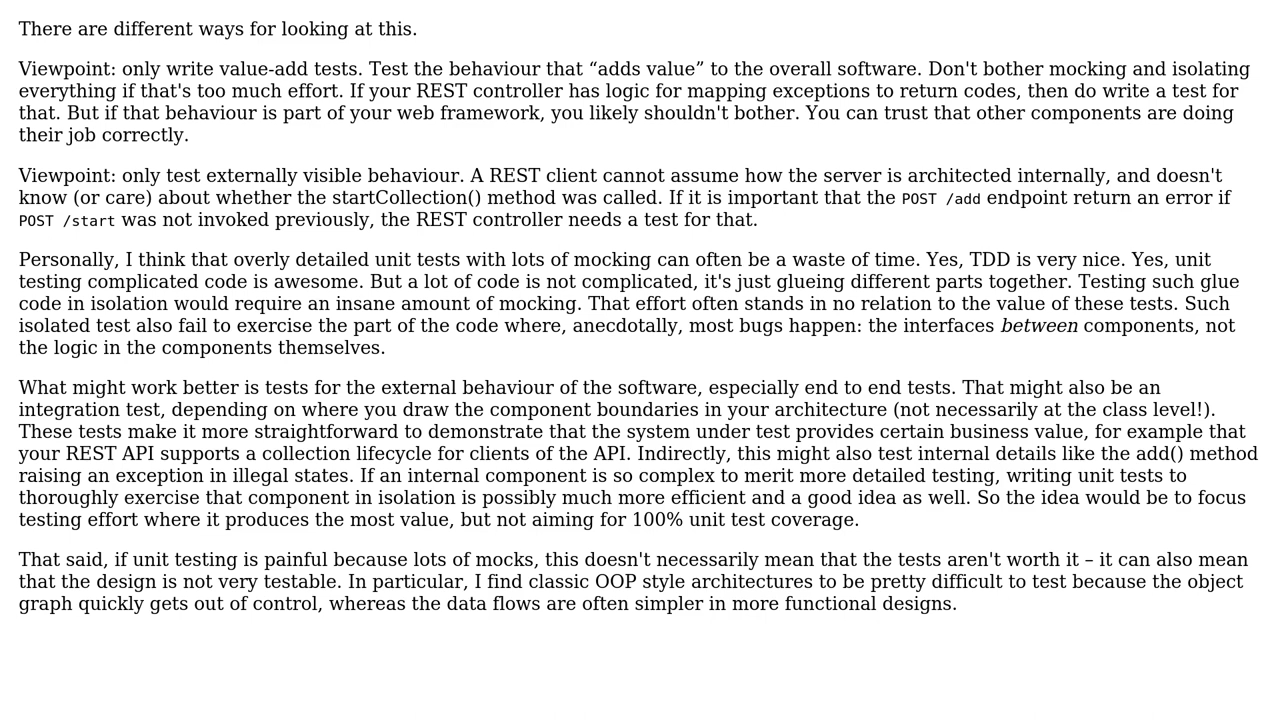 There are different ways for looking at this.
Viewpoint: only write value-add tests. Test the behaviour that “adds value” to the overall software. Don't bother mocking and isolating
everything if that's too much effort. If your REST controller has logic for mapping exceptions to return codes, then do write a test for
that. But if that behaviour is part of your web framework, you likely shouldn't bother. You can trust that other components are doing
their job correctly.
Viewpoint: only test externally visible behaviour. A REST client cannot assume how the server is architected internally, and doesn't
know (or care) about whether the startCollection() method was called. If it is important that the POST /add endpoint return an error if
POST /start was not invoked previously, the REST controller needs a test for that.
Personally, I think that overly detailed unit tests with lots of mocking can often be a waste of time. Yes, TDD is very nice. Yes, unit
testing complicated code is awesome. But a lot of code is not complicated, it's just glueing different parts together. Testing such glue
code in isolation would require an insane amount of mocking. That effort often stands in no relation to the value of these tests. Such
isolated test also fail to exercise the part of the code where, anecdotally, most bugs happen: the interfaces between components, not
the logic in the components themselves.
What might work better is tests for the external behaviour of the software, especially end to end tests. That might also be an
integration test, depending on where you draw the component boundaries in your architecture (not necessarily at the class level!).
These tests make it more straightforward to demonstrate that the system under test provides certain business value, for example that
your REST API supports a collection lifecycle for clients of the API. Indirectly, this might also test internal details like the add() method
raising an exception in illegal states. If an internal component is so complex to merit more detailed testing, writing unit tests to
thoroughly exercise that component in isolation is possibly much more efficient and a good idea as well. So the idea would be to focus
testing effort where it produces the most value, but not aiming for 100% unit test coverage.
That said, if unit testing is painful because lots of mocks, this doesn't necessarily mean that the tests aren't worth it – it can also mean
that the design is not very testable. In particular, I find classic OOP style architectures to be pretty difficult to test because the object
graph quickly gets out of control, whereas the data flows are often simpler in more functional designs.